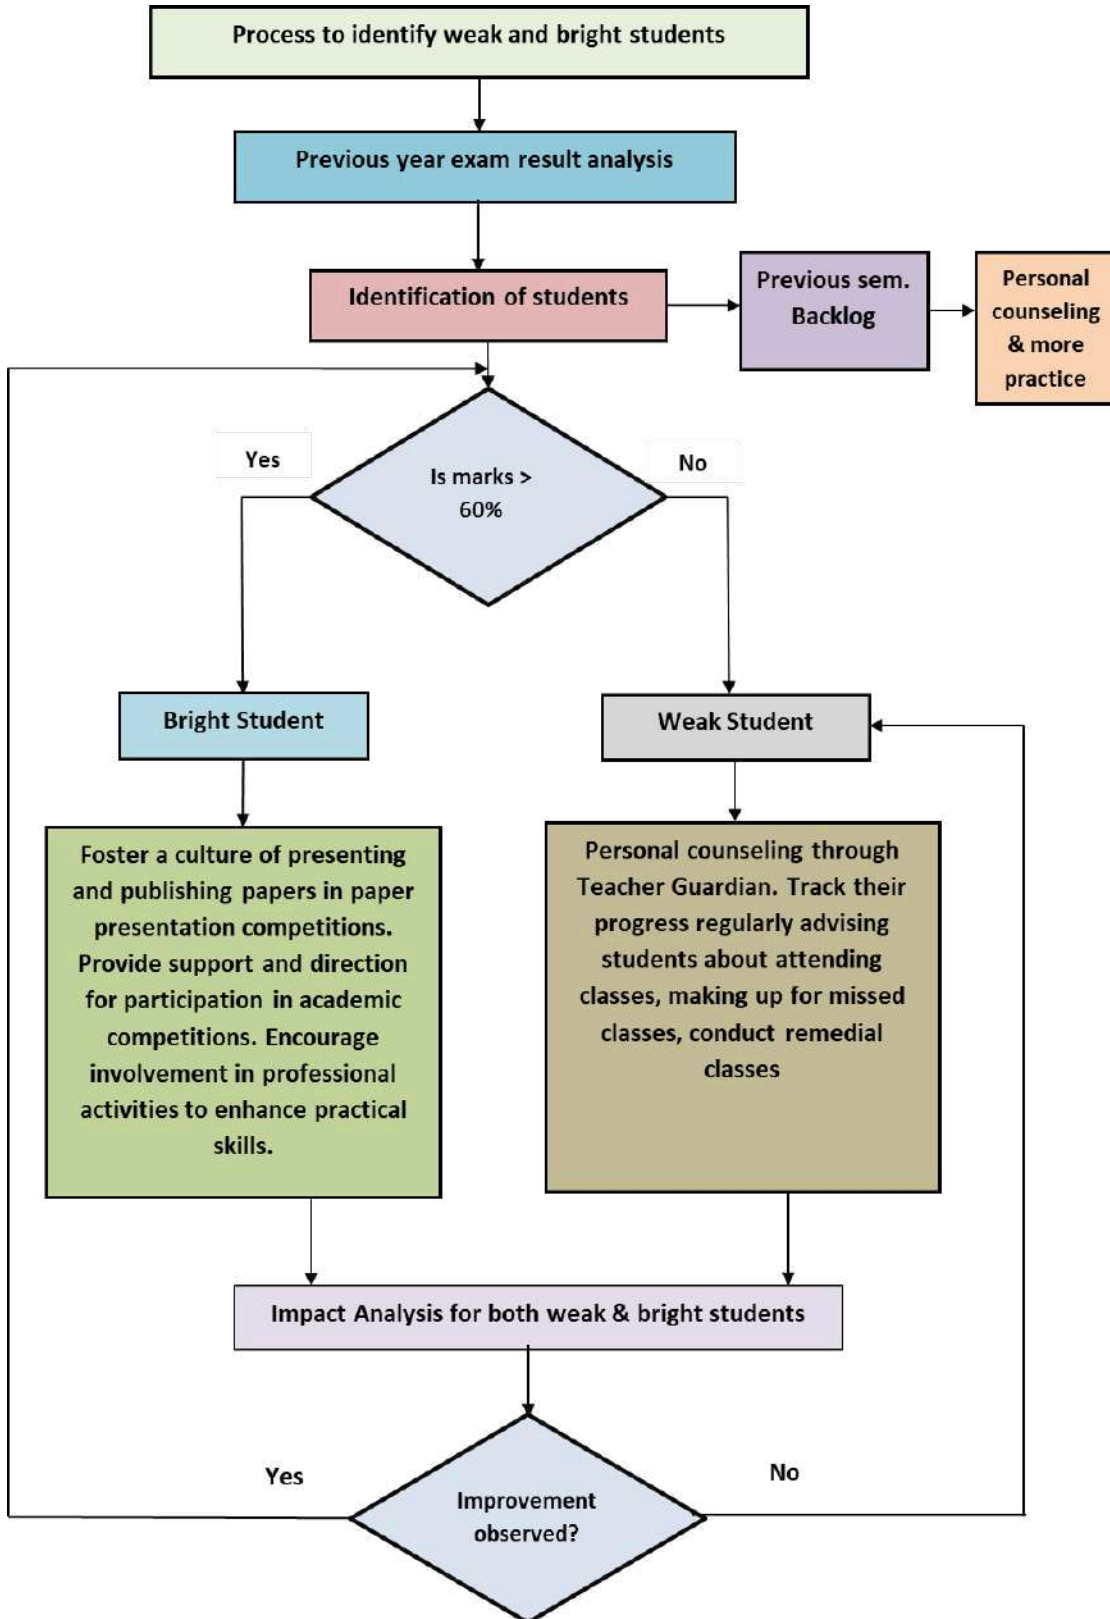 Process to identify weak and bright students
Previous year exam result analysis
Identification of students
Previous sem.
Backlog
Personal
counseling
& more
practice
Yes
Is marks >
60%
No
Bright Student
Weak Student
Foster a culture of presenting
and publishing papers in paper
presentation competitions.
Provide support and direction
for participation in academic
competitions. Encourage
involvement in professional
activities to enhance practical
skills.
Personal counseling through
Teacher Guardian. Track their
progress regularly advising
students about attending
classes, making up for missed
classes, conduct remedial
classes
Impact Analysis for both weak & bright students
Yes
Improvement
observed?
No